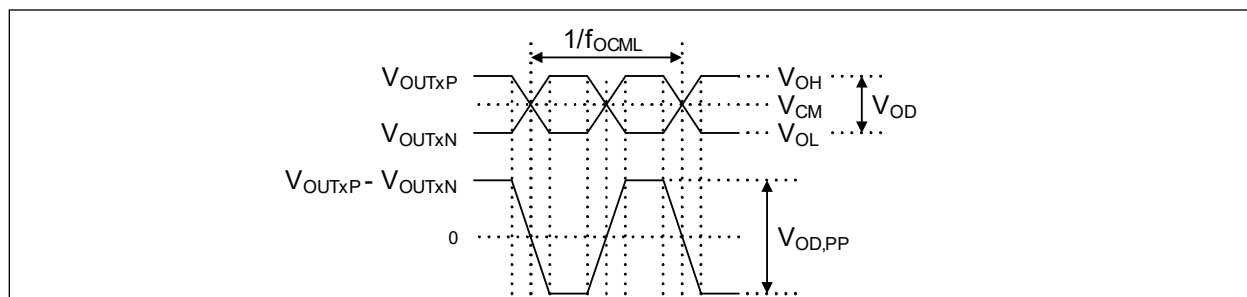 1/fOCML
VOUTxP
VOH
VCM
VOD
VOUTxN
VOL
VOUTxP - VOUTxN
0
VOD,PP